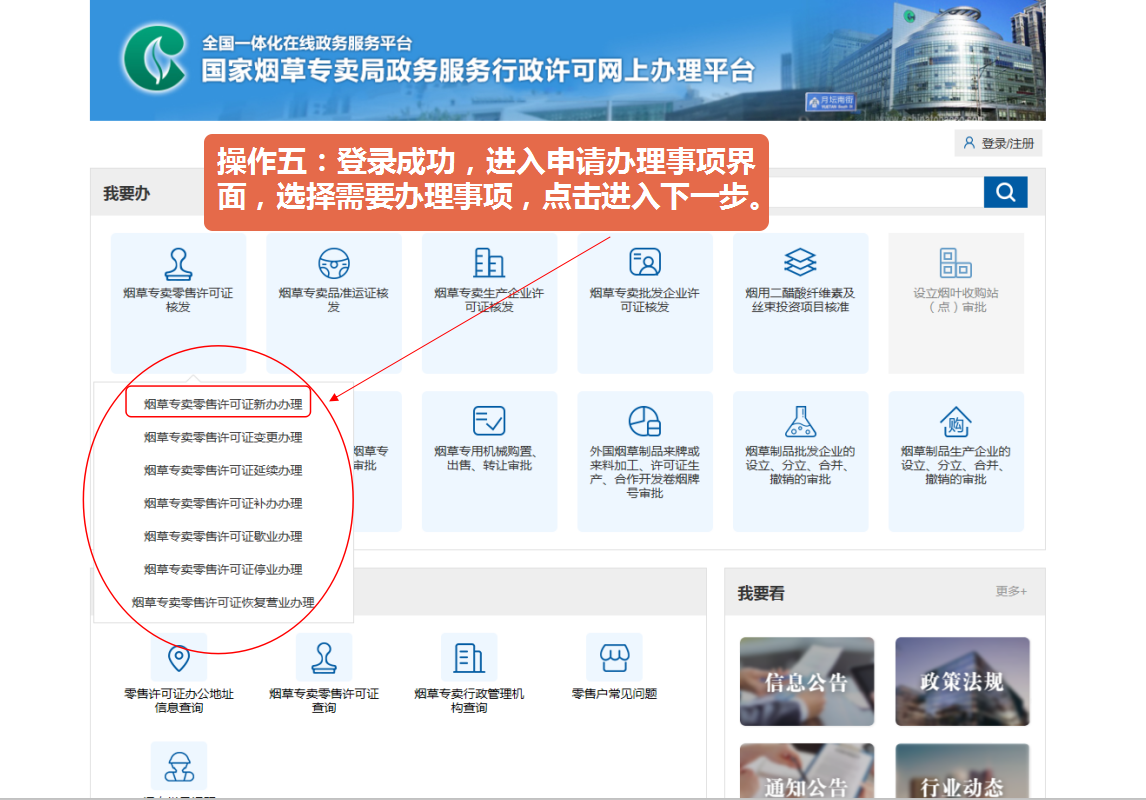 全国一体化在线政务服务平台
国家烟草专卖局政务服务行政许可网上办理平台
月坛南街
登录/注册
操作五：登录成功，进入申请办理事项界
面，选择需要办理事项，点击进入下一步。
我要办
烟草专卖零售许可证
核发
烟草专卖品准运证核
发
烟草专卖生产企业许
可证核发
烟草专卖批发企业许
可证核发
烟用二醋酸纤维素及
丝束投资项目核准
设立烟叶收购站
（点）审批
烟草专卖零售许可证新办办理
烟草专卖零售许可证变更办理
烟草专卖零售许可证延续办理
烟草专卖零售许可证补办办理
烟草专卖零售许可证歇业办理
烟草专卖零售许可证停业办理
烟草专卖零售许可证恢复营业办理
烟草专
审批
烟草专用机械购置、
出售、转让审批
外国烟草制品来牌或
来料加工、许可证生
产、合作开发卷烟牌
号审批
烟草制品批发企业的
设立、分立、合并、
撤销的审批
购
烟草制品生产企业的
设立、分立、合并、
撤销的审批
零售许可证办公地址
信息查询
烟草专卖零售许可证
查询
烟草专卖行政管理机
构查询
零售户常见问题
我要看
更多+
信息公告
政策法规
通知公告
行业动态